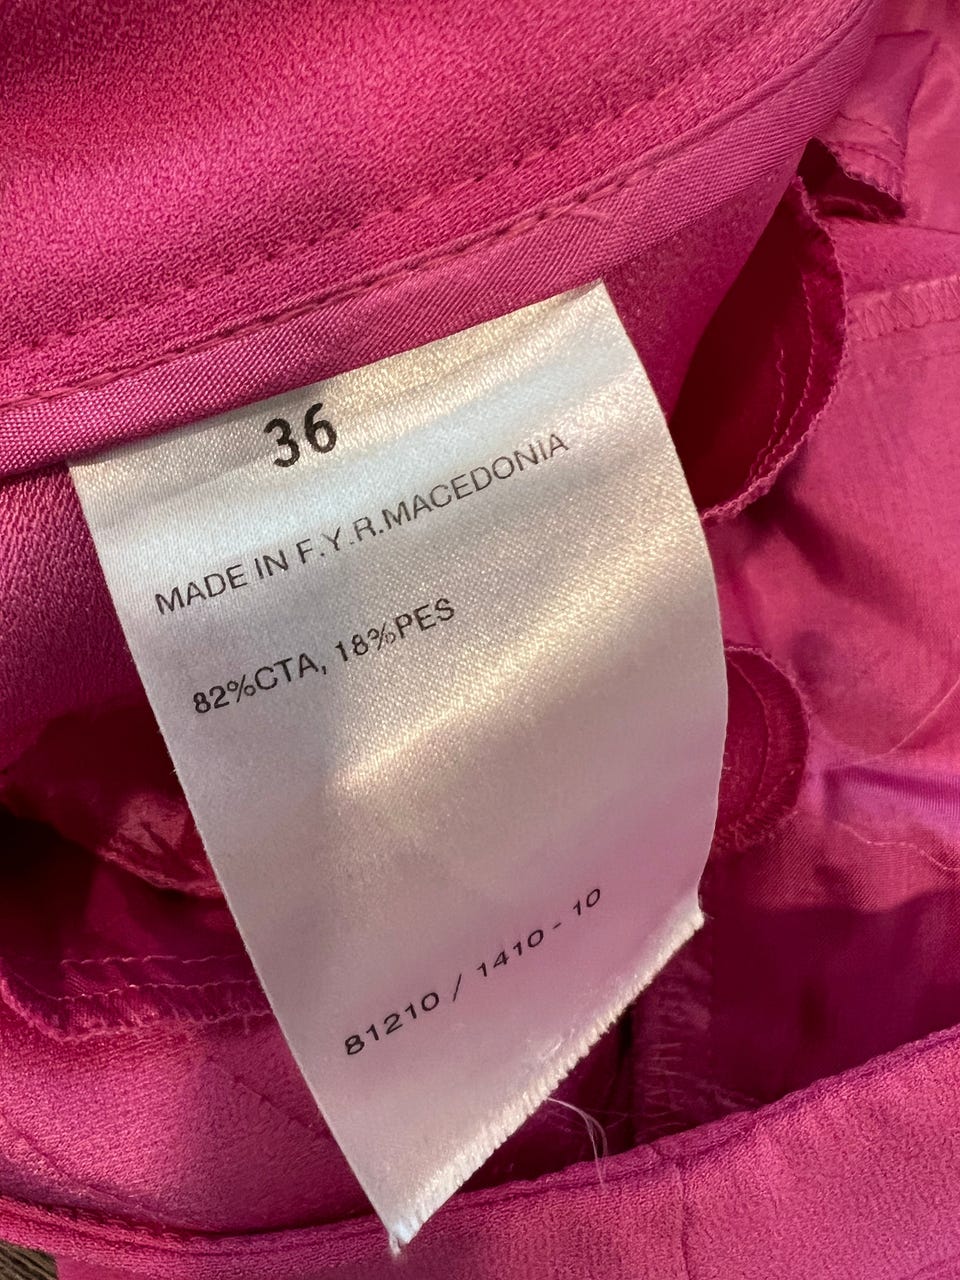 36
MADE IN F.Y.R.MACEDONIA
82%CTA, 18%PES
81210 / 1410 - 10